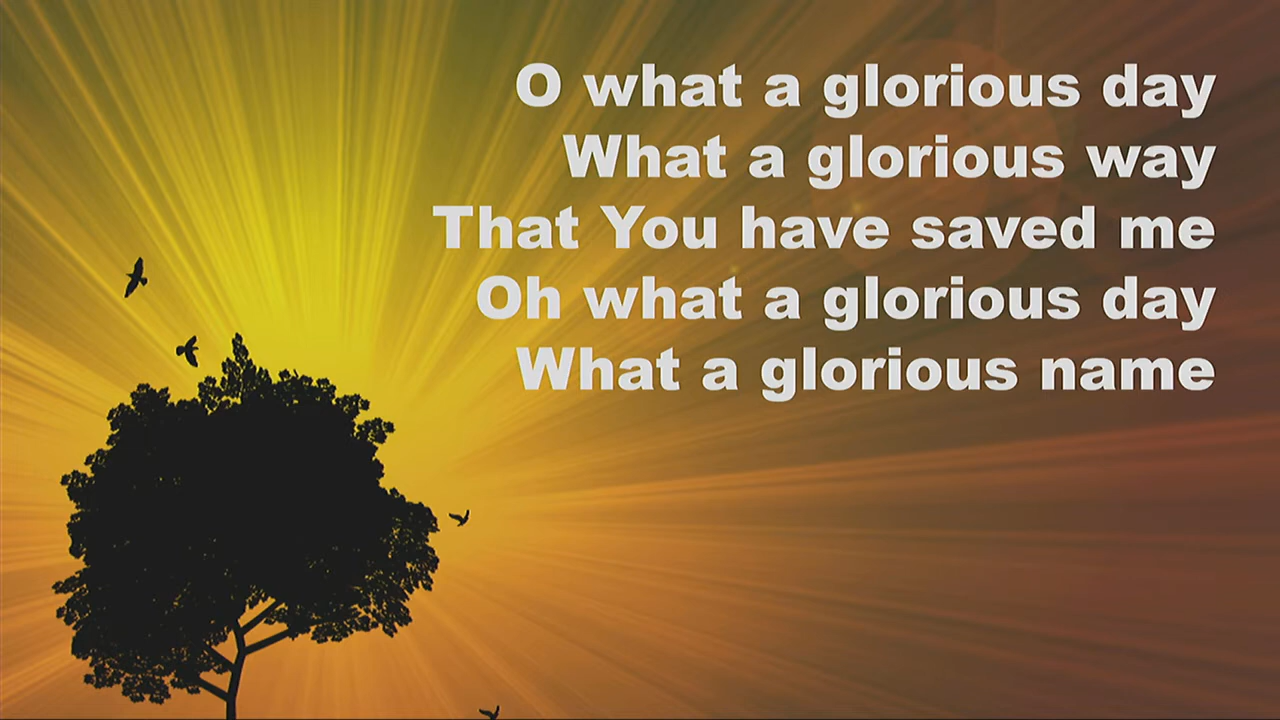 O what a glorious day
What a glorious way
That You have saved me
Oh what a glorious day
What a glorious name